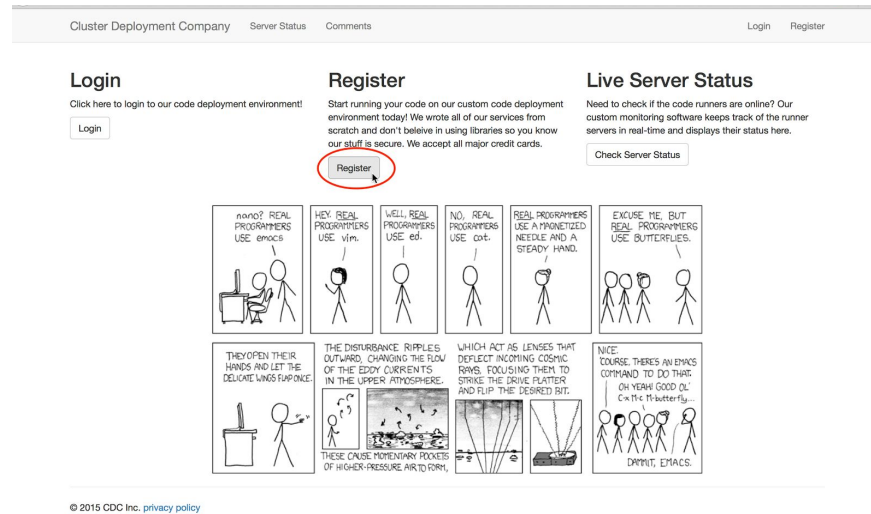 Cluster Deployment Company Server Status Comments Login Register
Login
Click here to login to our code deployment environment!
Login
Register
Start running your code on our custom code deployment
environment today! We wrote all of our services from
scratch and don't beleive in using libraries so you know
our stuff is secure. We accept all major credit cards.
Register
Live Server Status
Need to check if the code runners are online? Our
custom monitoring software keeps track of the runner
servers in real-time and displays their status here.
Check Server Status
nano? REAL
PROGRAMMERS
USE emacs
HEY. REAL
PROGRAMMERS
USE vim.
WELL, REAL
PROGRAMMERS
USE ed.
NO, REAL
PROGRAMMERS
USE cat.
REAL PROGRAMMERS
USE A MAGNETIZED
NEEDLE AND A
STEADY HAND.
EXCUSE ME, BUT
REAL PROGRAMMERS
USE BUTTERFLIES.
THEY OPEN THEIR
HANDS AND LET THE
DELICATE WINGS FLAP ONCE.
THE DISTURBANCE RIPPLES
OUTWARD, CHANGING THE FLOW
OF THE EDDY CURRENTS
IN THE UPPER ATMOSPHERE.
THESE CAUSE MOMENTARY POCKETS
OF HIGHER-PRESSURE AIR TO FORM,
WHICH ACT AS LENSES THAT
DEFLECT INCOMING COSMIC
RAYS, FOCUSING THEM TO
STRIKE THE DRIVE PLATTER
AND FLIP THE DESIRED BIT.
NICE.
'COURSE, THERE'S AN EMACS
COMMAND TO DO THAT.
OH YEAH! GOOD OL'
C-x M-c M-butterfly...
DAMMIT, EMACS.
© 2015 CDC Inc. privacy policy